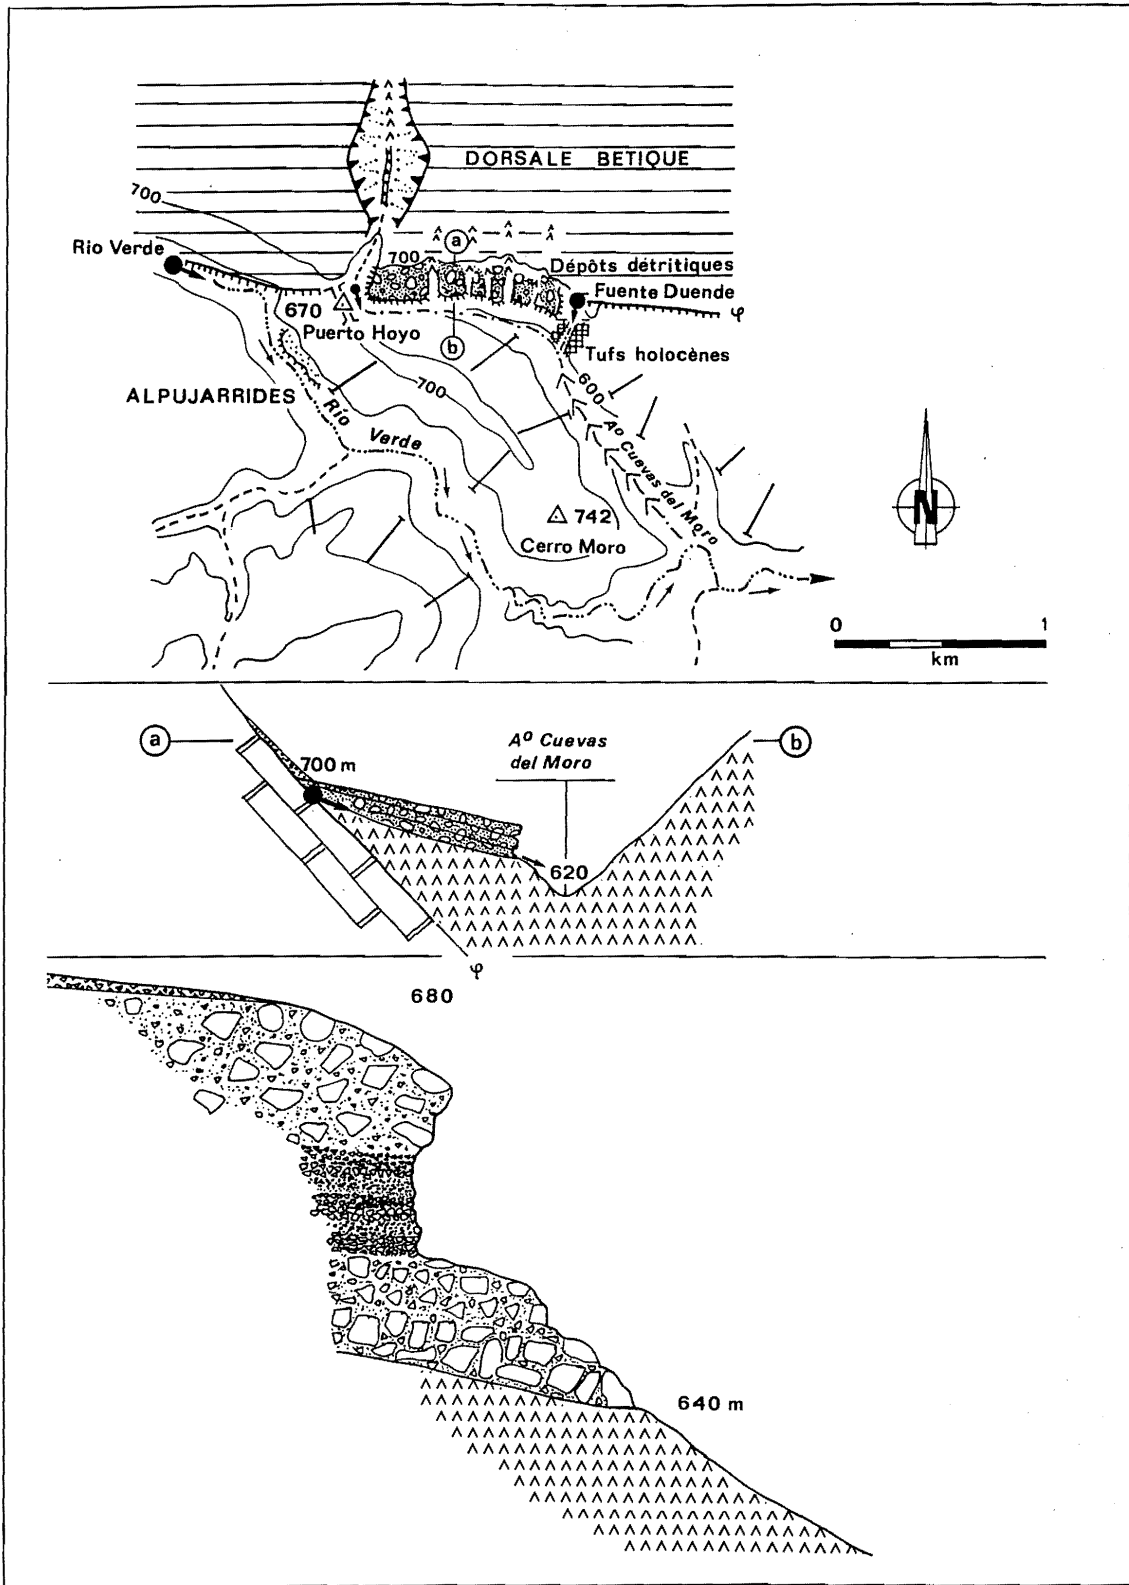 DORSALE BETIQUE
700
Rio Verde
a
700
Dépôts détritiques
Fuente Duende
φ
670
Puerto Hoyo
b
Tufs holocènes
600
700
ALPUJARRIDES
Río
Verde
Aº Cuevas del Moro
742
Cerro Moro
N
0 1
km
a
700 m
Aº Cuevas
del Moro
b
620
φ
680
640 m